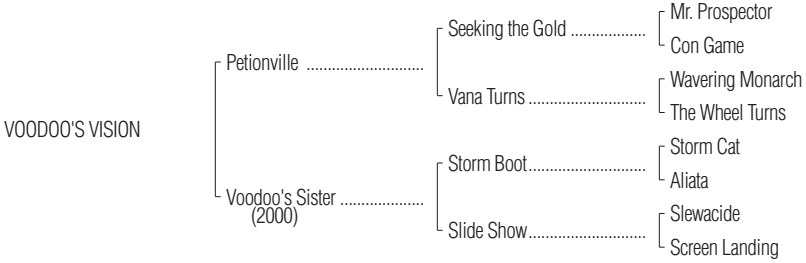 Mr. Prospector
Seeking the Gold ..................
Con Game
Petionville ............................
Wavering Monarch
Vana Turns ............................
The Wheel Turns
VOODOO'S VISION
Storm Cat
Storm Boot............................
Aliata
Voodoo's Sister ....................
(2000)
Slewacide
Slide Show............................
Screen Landing